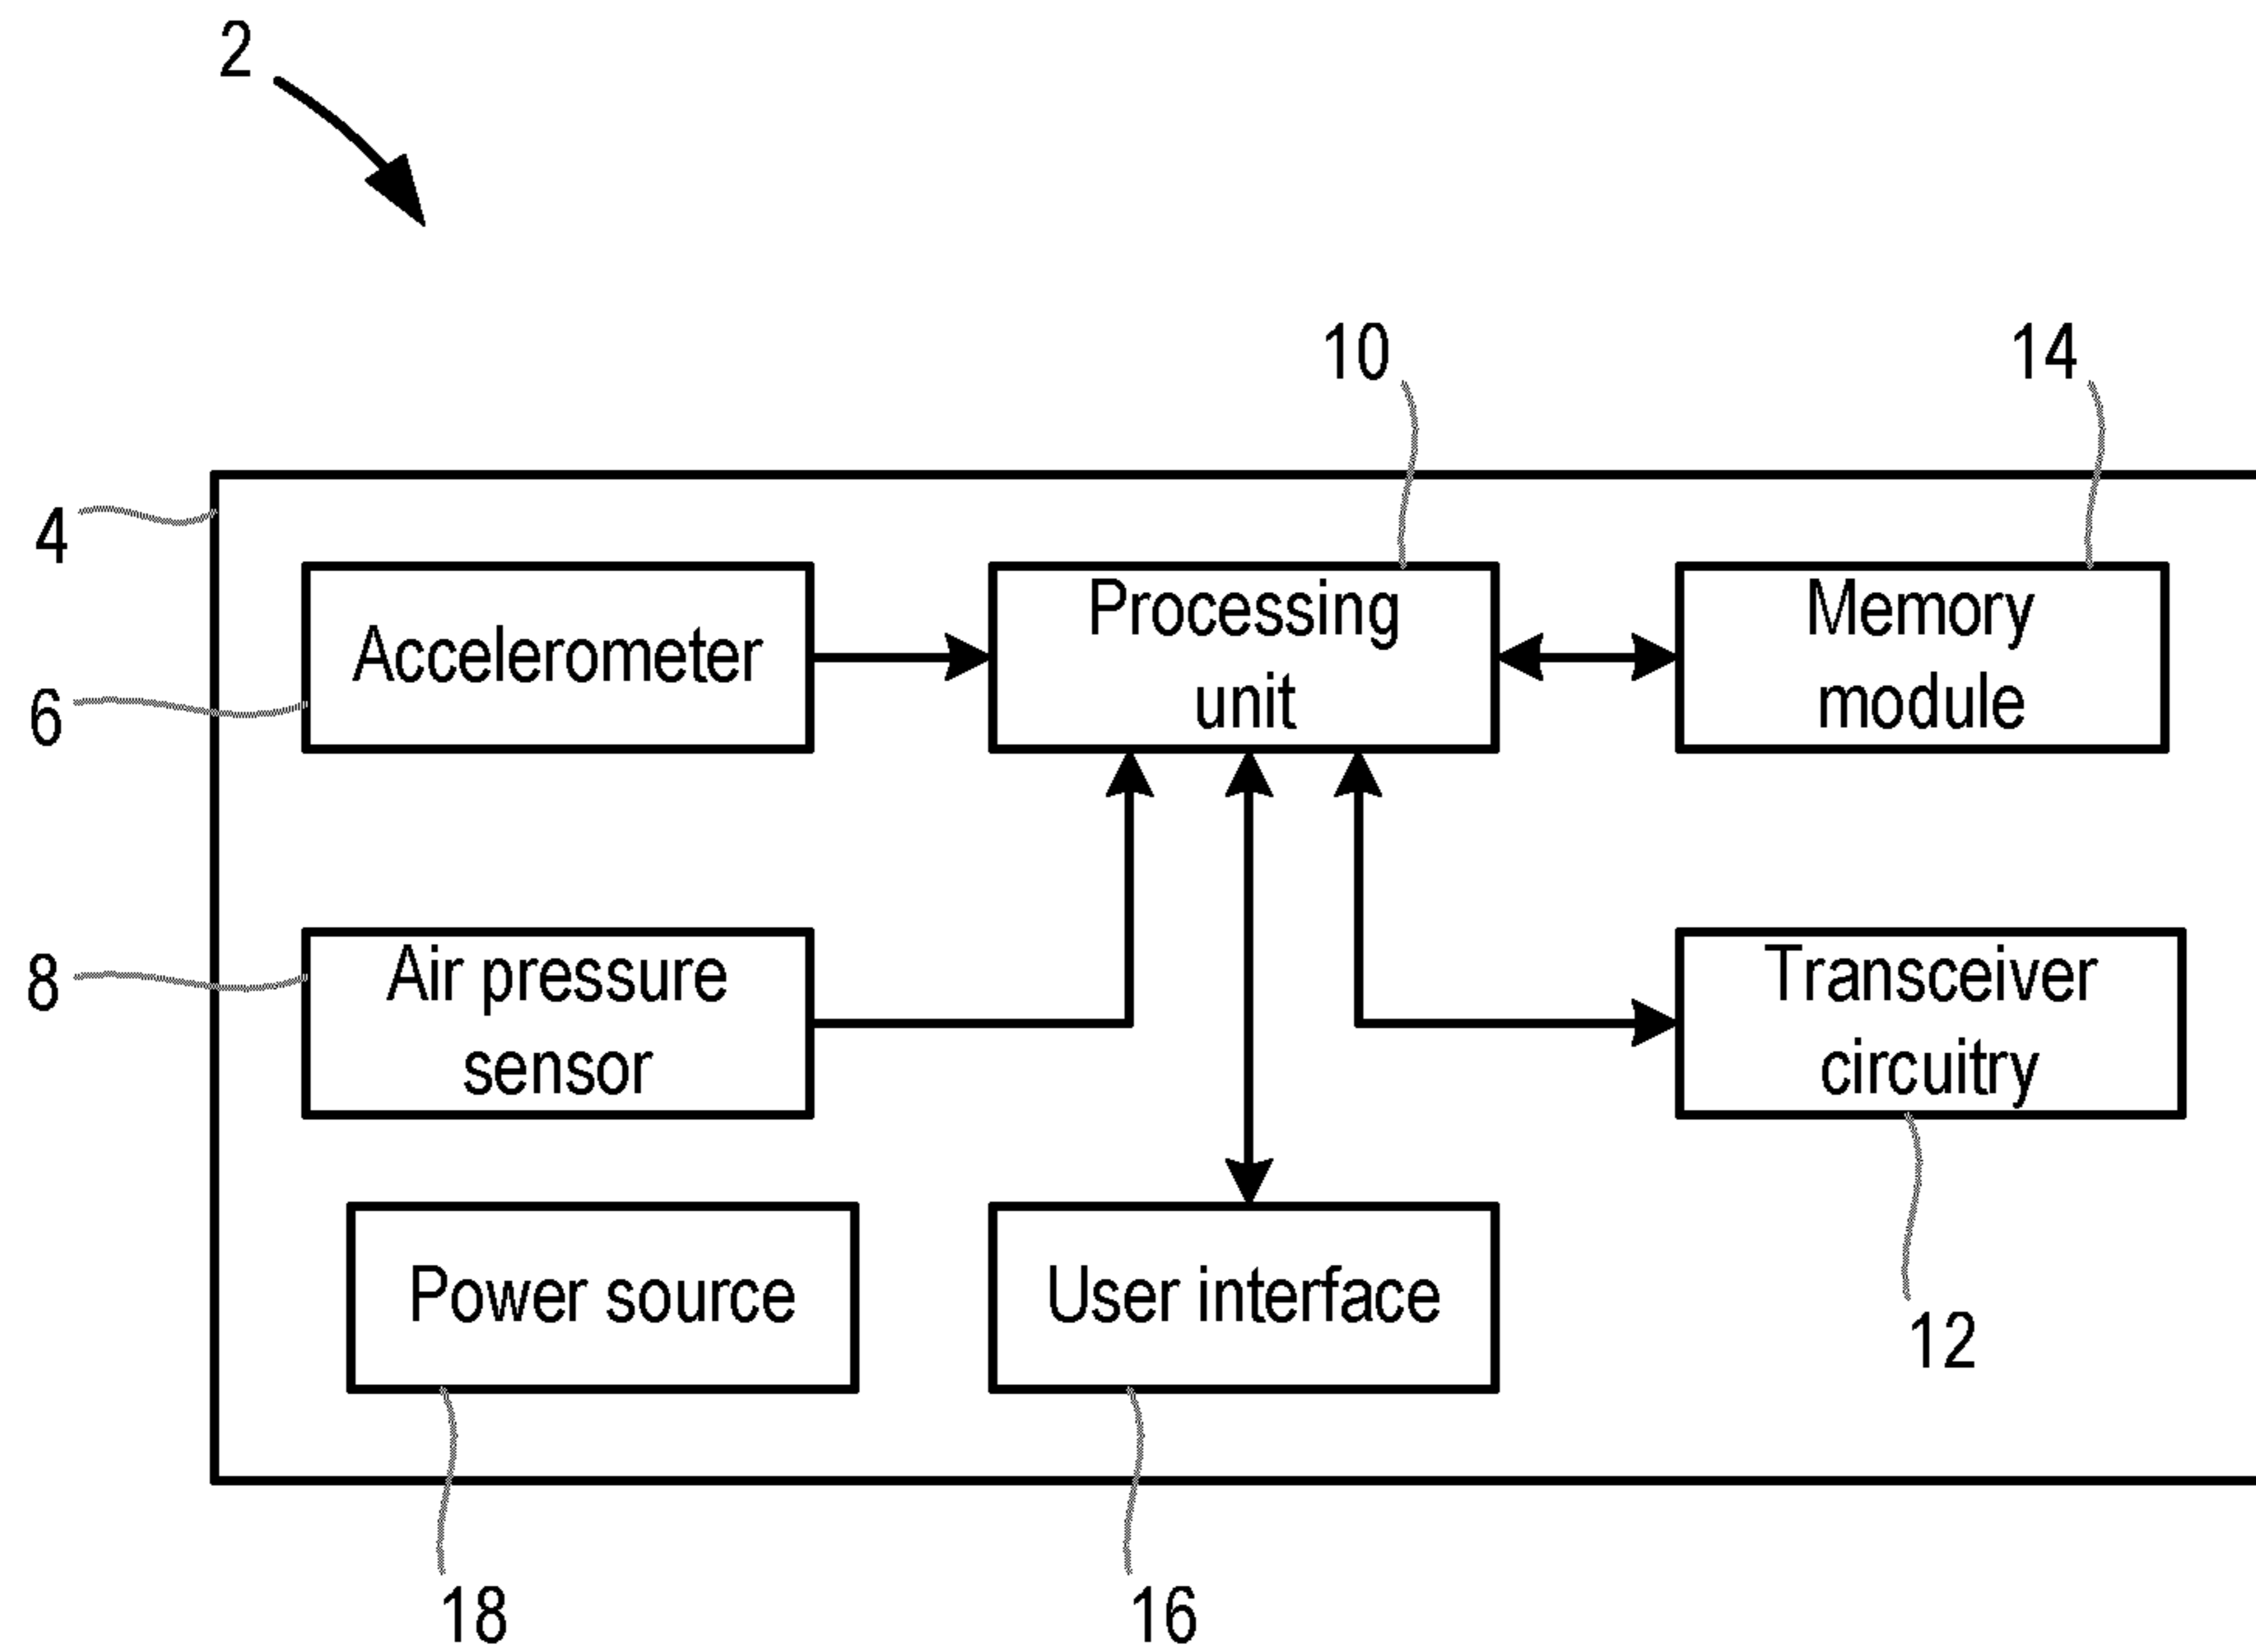 2
10
14
4
Accelerometer
Processing
unit
Memory
module
6
8
Air pressure
sensor
Transceiver
circuitry
Power source
User interface
12
18
16